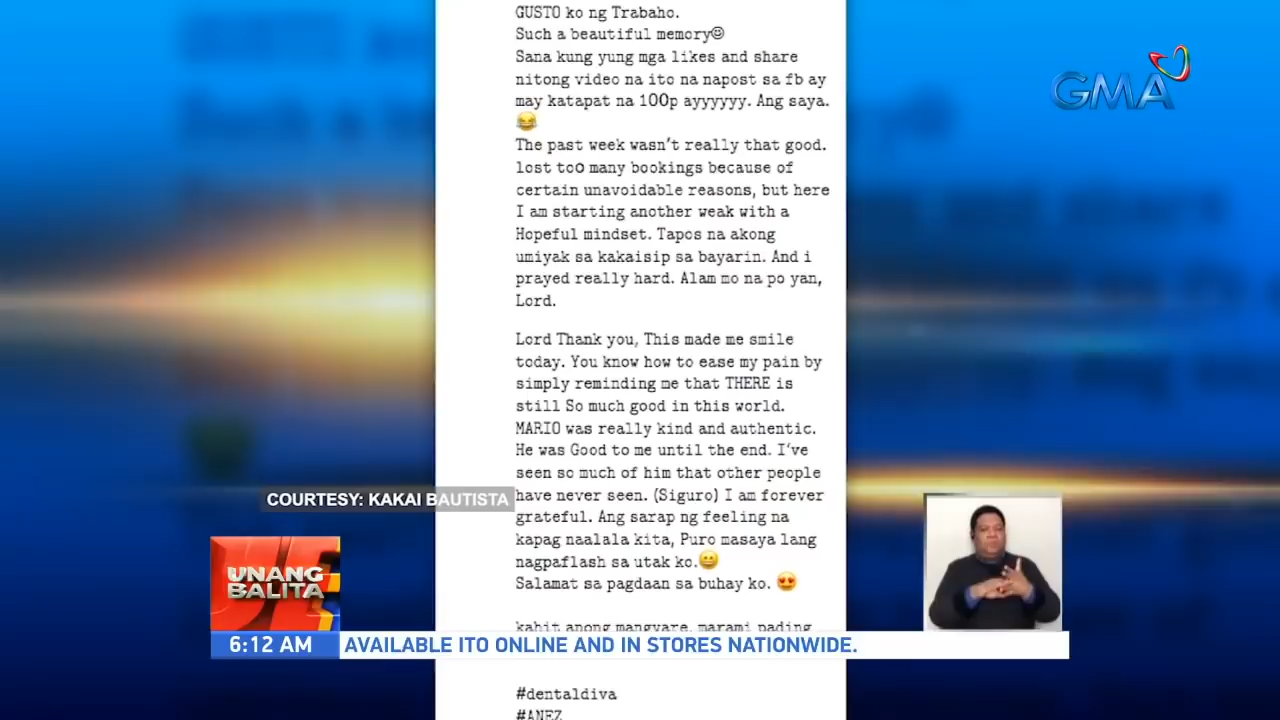 GUSTO ko ng Trabaho.
Such a beautiful memory☺
Sana kung yung mga likes and share
nitong video na ito na napost sa fb ay
may katapat na 100p ayyyyyy. Ang saya.
😂
The past week wasn't really that good.
lost too many bookings because of
certain unavoidable reasons, but here
I am starting another weak with a
Hopeful mindset. Tapos na akong
umiyak sa kakaisip sa bayarin. And i
prayed really hard. Alam mo na po yan,
Lord.
Lord Thank you, This made me smile
today. You know how to ease my pain by
simply reminding me that THERE is
still So much good in this world.
MARIO was really kind and authentic.
He was Good to me until the end. I've
seen so much of him that other people
have never seen. (Siguro) I am forever
grateful. Ang sarap ng feeling na
kapag naalala kita, Puro masaya lang
nagpaflash sa utak ko.😀
Salamat sa pagdaan sa buhay ko. 😍
kahit anong mangyare, marami pading
#dentaldiva
#ANEZ
GMA
COURTESY: KAKAI BAUTISTA
UNANG
BALITA
6:12 AM
AVAILABLE ITO ONLINE AND IN STORES NATIONWIDE.